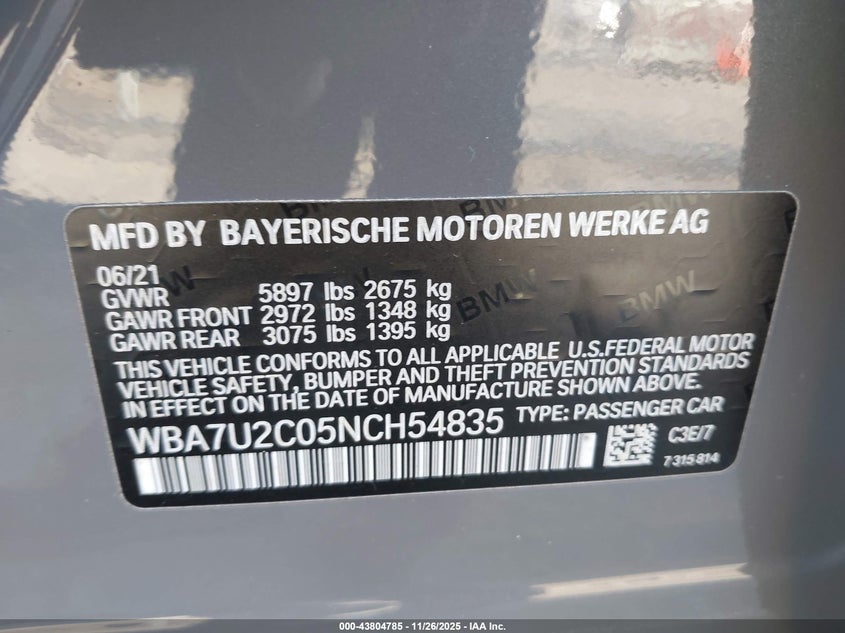 MFD BY BAYERISCHE MOTOREN WERKE AG
06/21
GVWR 5897 lbs 2675 kg
GAWR FRONT 2972 lbs 1348 kg
GAWR REAR 3075 lbs 1395 kg
THIS VEHICLE CONFORMS TO ALL APPLICABLE U.S.FEDERAL MOTOR
VEHICLE SAFETY, BUMPER AND THEFT PREVENTION STANDARDS
IN EFFECT ON THE DATE OF MANUFACTURE SHOWN ABOVE.
WBA7U2C05NCH54835 TYPE: PASSENGER CAR
C3E/7
7315814
BMW
BMW
000-43804785 - 11/26/2025 - IAA Inc.